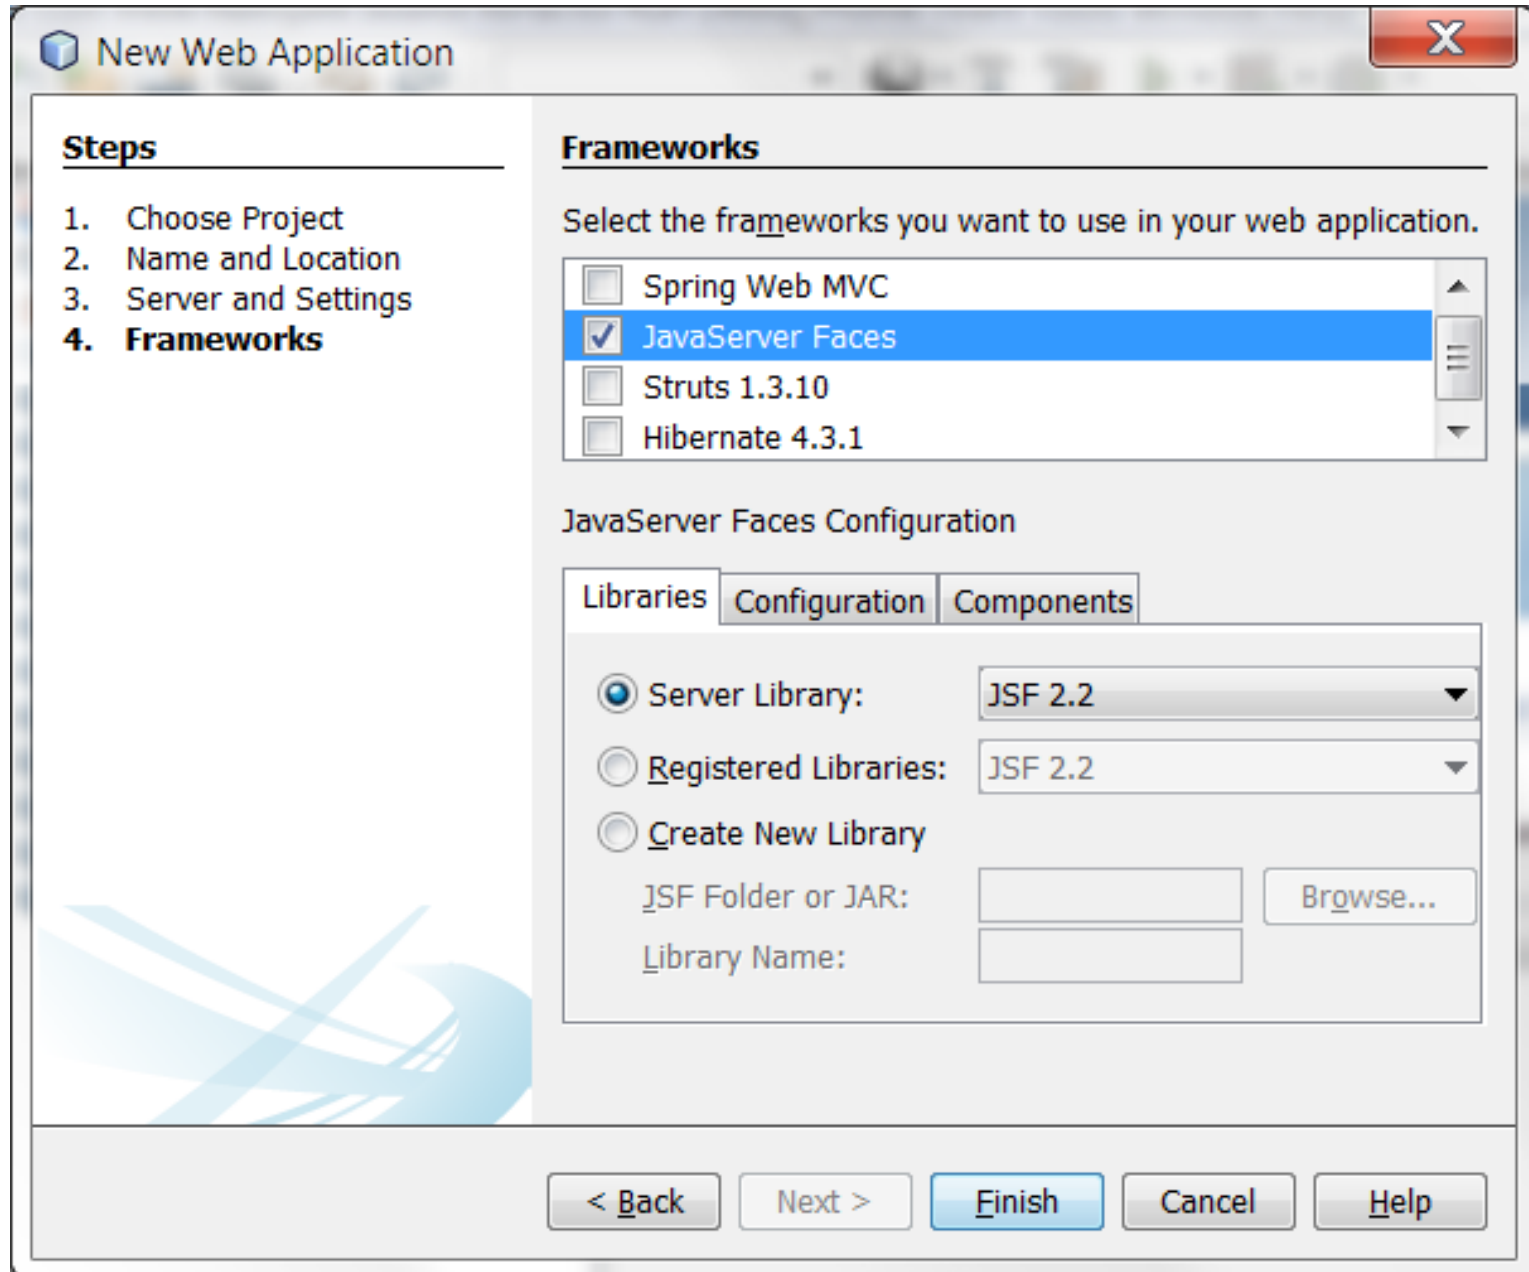 New Web Application
Steps
1. Choose Project
2. Name and Location
3. Server and Settings
4. Frameworks
Frameworks
Select the frameworks you want to use in your web application.
Spring Web MVC
JavaServer Faces
Struts 1.3.10
Hibernate 4.3.1
JavaServer Faces Configuration
Libraries Configuration Components
Server Library: JSF 2.2
Registered Libraries: JSF 2.2
Create New Library
JSF Folder or JAR: Browse...
Library Name:
< Back Next > Finish Cancel Help